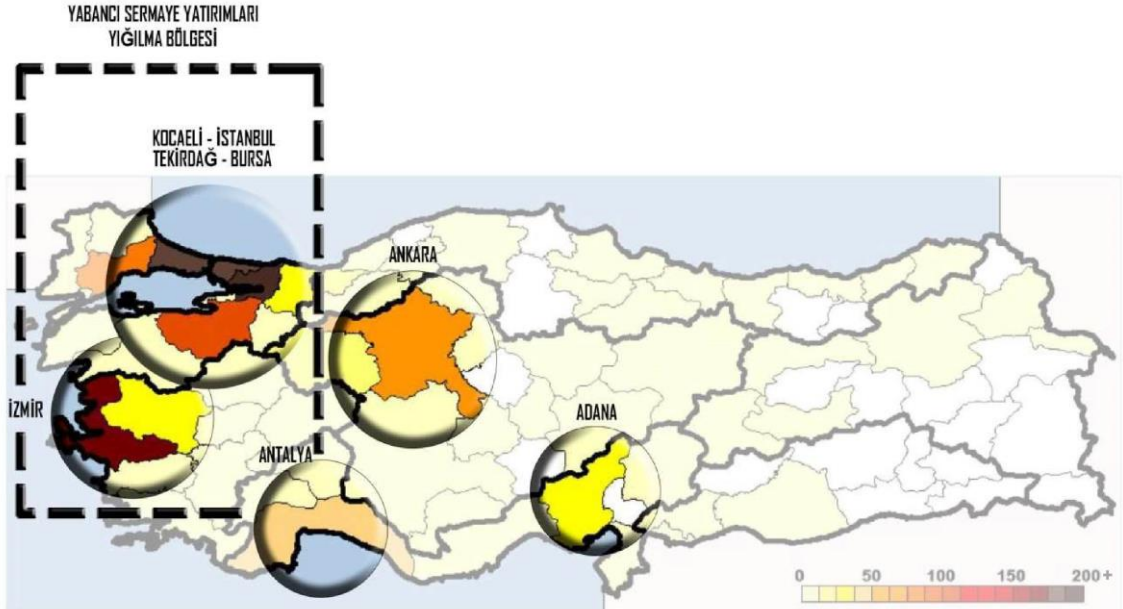 YABANCI SERMAYE YATIRIMLARI
YIĞILMA BÖLGESİ
KOCAELİ - İSTANBUL
TEKİRDAĞ - BURSA
ANKARA
İZMİR
ADANA
ANTALYA
0 50 100 150 200+